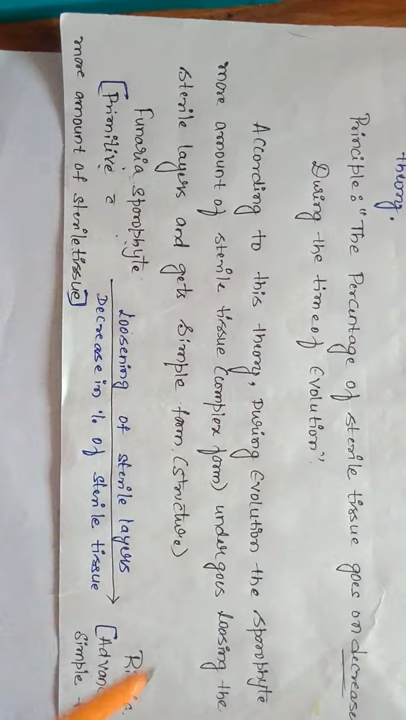 theory.
Principle: "The Percentage of sterile tissue goes on decrease
During the time of Evolution".
According to this theory, During Evolution the sporophyte
more amount of sterile tissue (complex form) undergoes loosing the
sterile layers and gets simple form. (structure)
Funaria sporophyte
[Primitive
more amount of sterile tissue]
Loosening of sterile layers
Decrease in % of sterile tissue
simple